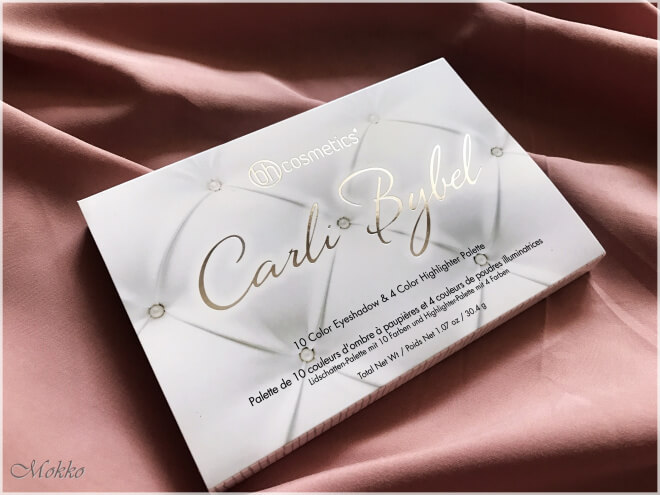 bh cosmetics®
Carli Bybel
10 Color Eyeshadow & 4 Color Highlighter Palette
Palette de 10 couleurs d'ombre à paupières et 4 couleurs de poudres illuminatrices
Lidschatten-Palette mit 10 Farben und Highlighter-Palette mit 4 Farben
Total Net Wt / Poids Net 1.07 oz / 30.4 g
Mokko